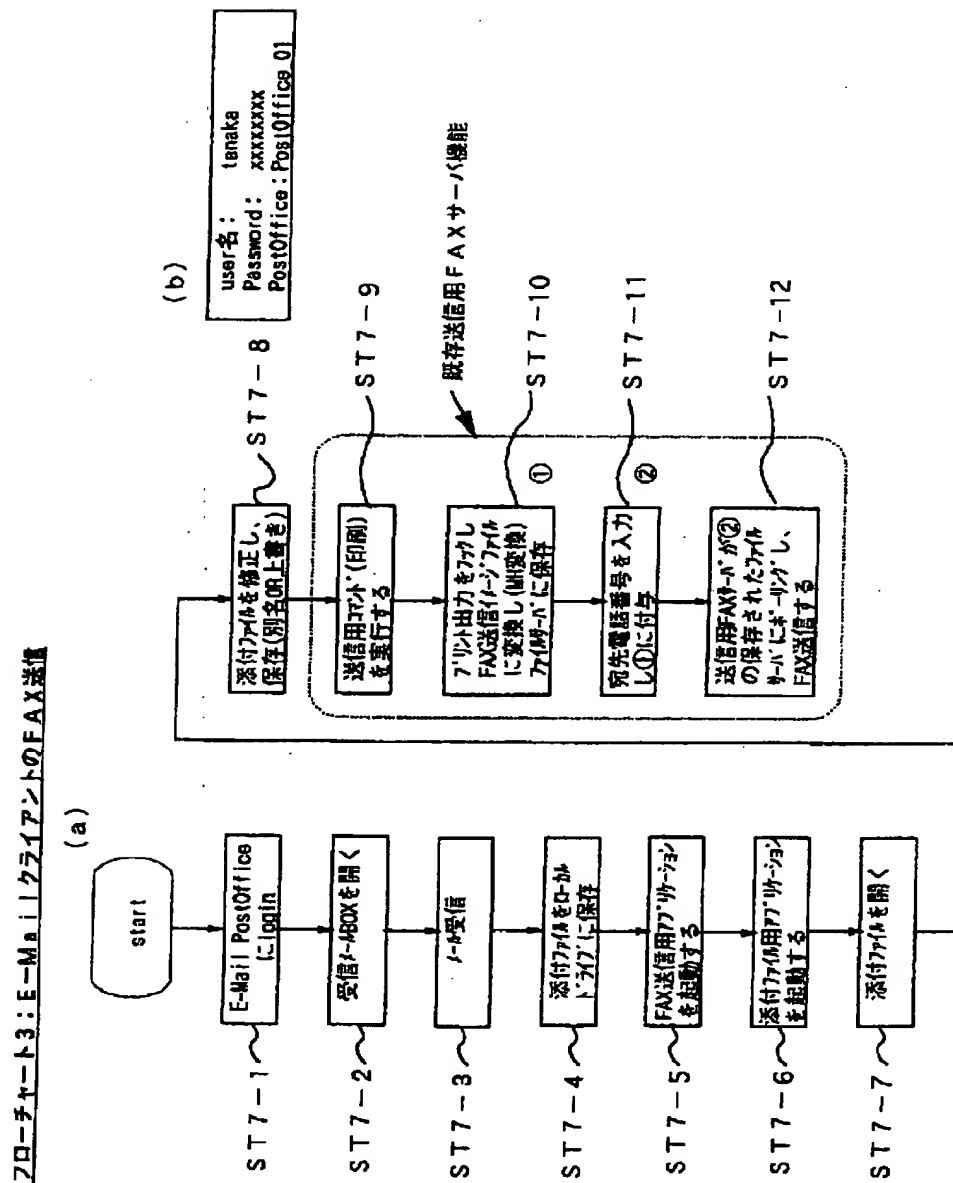 フローチャート3：E-MailクライアントのFAX送信
(a)
start
ST7-1
E-Mail PostOffice
にlogin
ST7-2
受信メールBOXを開く
ST7-3
メール受信
ST7-4
添付ファイルをローカル
ドライブに保存
ST7-5
FAX送信用アプリケーション
を起動する
ST7-6
添付ファイル用アプリケーション
を起動する
ST7-7
添付ファイルを開く
(b)
user名： tanaka
Password： xxxxxxxx
PostOffice：PostOffice_01
添付ファイルを修正し、
保存(別名OR上書き)
ST7-8
送信用コマンド(印刷)
を実行する
ST7-9
既存送信用FAXサーバ機能
プリント出力をフックし
FAX送信イメージファイル
に変換し(MH変換)
ファイルサーバに保存
①
ST7-10
宛先電話番号を入力
し①に付与
②
ST7-11
送信用FAXサーバが②
の保存されたファイル
サーバにポーリングし、
FAX送信する
ST7-12